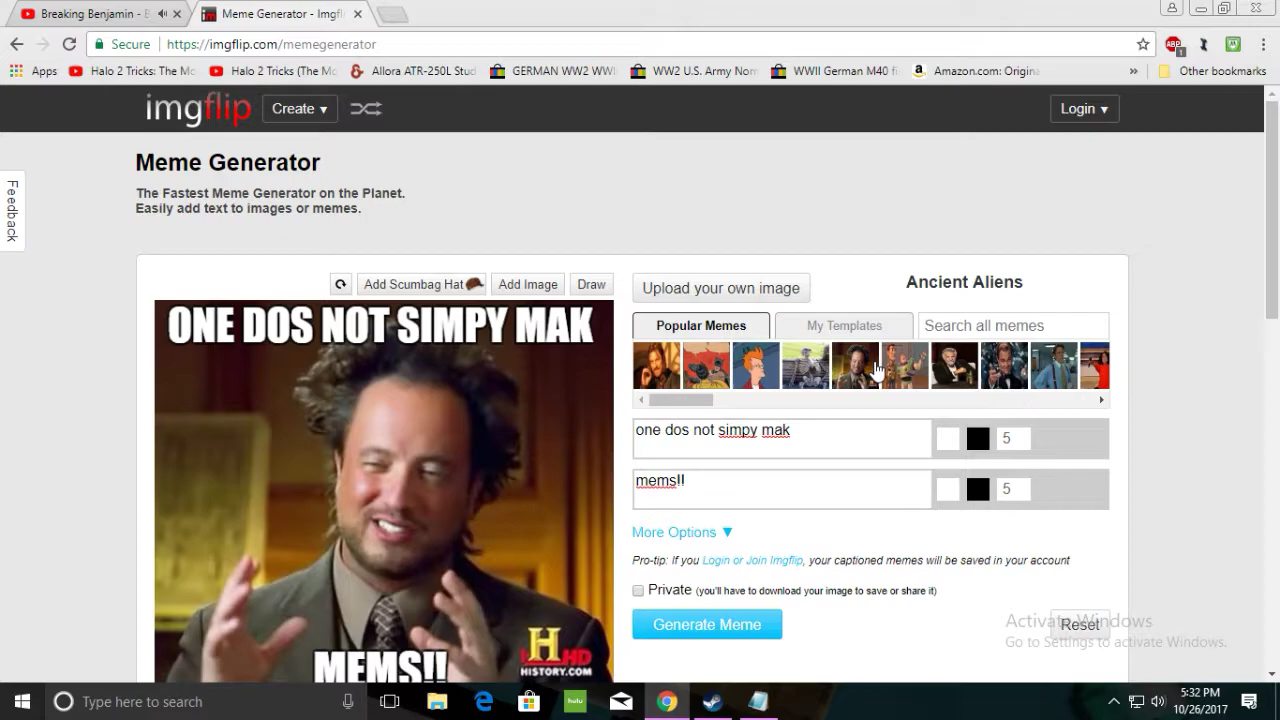 Breaking Benjamin - B
Meme Generator - Imgfli
Secure
https://imgflip.com/memegenerator
ABP
1
Apps
Halo 2 Tricks: The Mc
Halo 2 Tricks (The Mc
Allora ATR-250L Stud
GERMAN WW2 WWI
WW2 U.S. Army Nom
WWII German M40 f
Amazon.com: Origina
»
Other bookmarks
imgflip
Create ▾
Login ▾
Feedback
Meme Generator
The Fastest Meme Generator on the Planet.
Easily add text to images or memes.
Add Scumbag Hat
Add Image
Draw
Upload your own image
Ancient Aliens
Popular Memes
My Templates
Search all memes
ONE DOS NOT SIMPY MAK
MEMS!!
H HD
HISTORY.COM
one dos not simpy mak
5
mems!!
5
More Options ▼
Pro-tip: If you Login or Join Imgflip, your captioned memes will be saved in your account
Private (you'll have to download your image to save or share it)
Generate Meme
Reset
Activate Windows
Go to Settings to activate Windows.
Type here to search
hulu
5:32 PM
10/26/2017